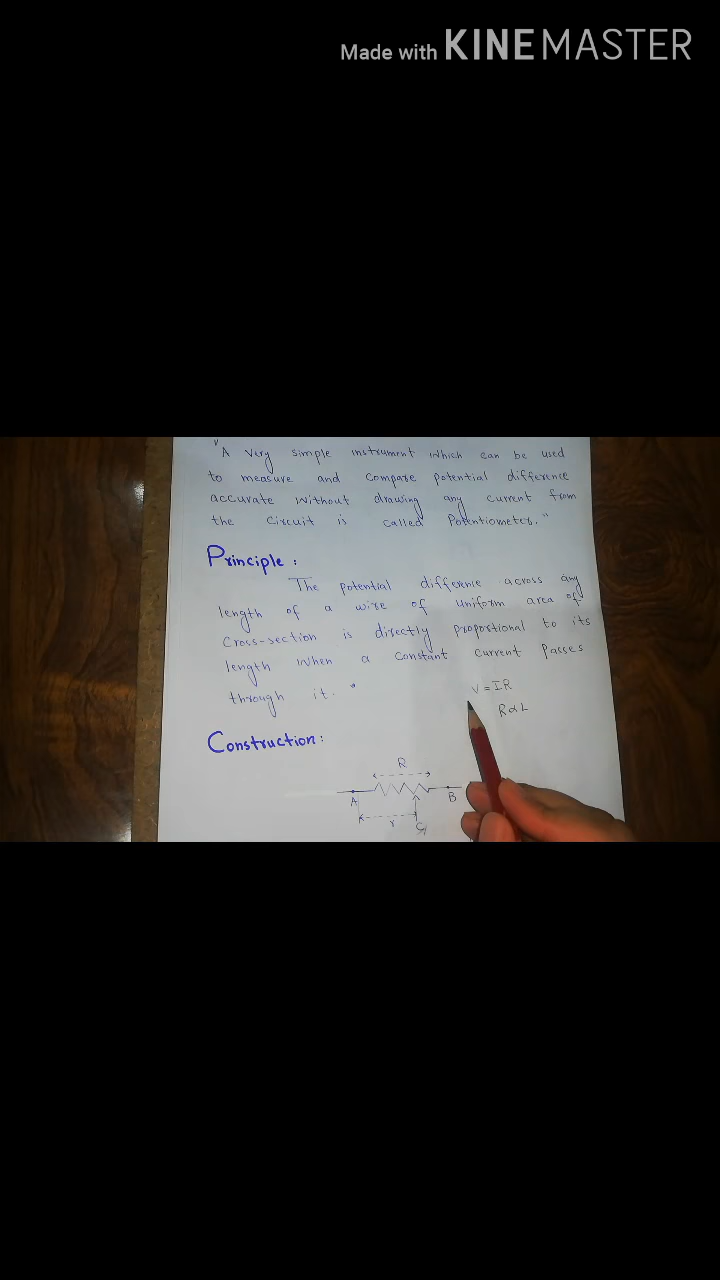 Made with KINEMASTER
"A very simple instrument which can be used
to measure and compare potential difference
accurate without drawing any current from
the circuit is called Potentiometer."
Principle :
The potential difference across any
length of a wire of uniform area of
cross-section is directly proportional to its
length when a constant current Passes
through it. "
V = IR
R ∝ L
Construction :
R
A
B
r
C